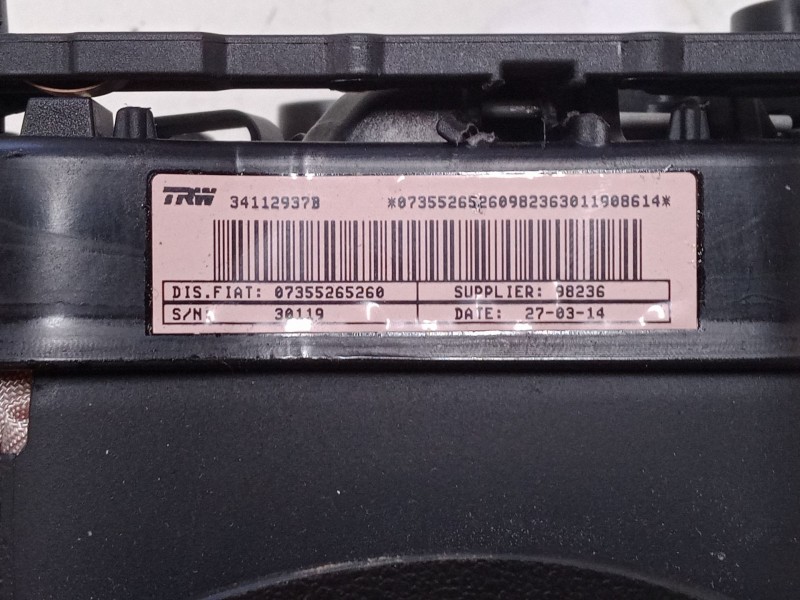 TRW 34112937B *07355265260982363011908614*
DIS.FIAT: 07355265260 SUPPLIER: 98236
S/N: 30119 DATE: 27-03-14